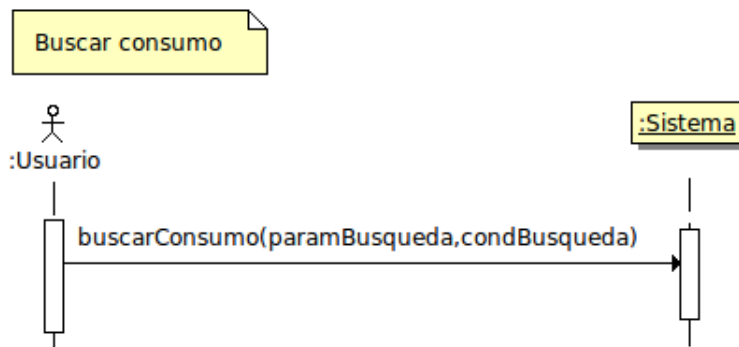 Buscar consumo
:Usuario
:Sistema
buscarConsumo(paramBusqueda,condBusqueda)